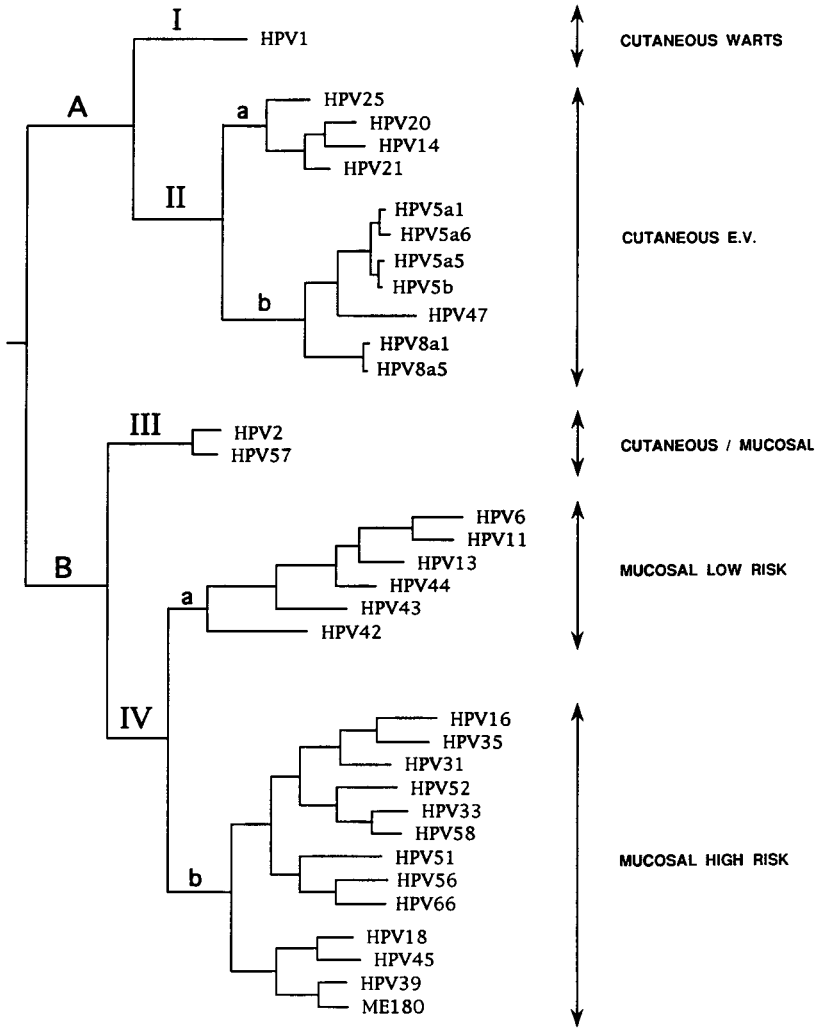 I
HPV1
CUTANEOUS WARTS
A
HPV25
a
HPV20
HPV14
HPV21
II
HPV5a1
HPV5a6
CUTANEOUS E.V.
HPV5a5
HPV5b
b
HPV47
HPV8a1
HPV8a5
III
HPV2
HPV57
CUTANEOUS / MUCOSAL
B
HPV6
HPV11
HPV13
MUCOSAL LOW RISK
HPV44
a
HPV43
HPV42
IV
HPV16
HPV35
HPV31
HPV52
HPV33
HPV58
HPV51
MUCOSAL HIGH RISK
b
HPV56
HPV66
HPV18
HPV45
HPV39
ME180